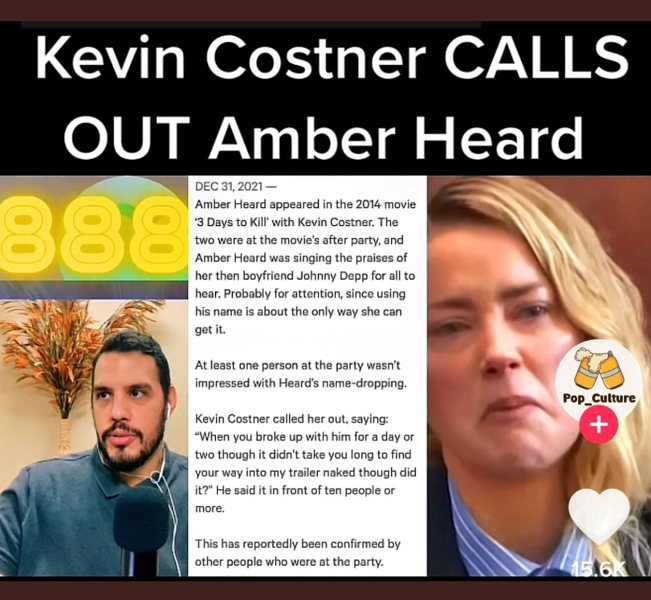 Kevin Costner CALLS
OUT Amber Heard
888
DEC 31, 2021 —
Amber Heard appeared in the 2014 movie
'3 Days to Kill' with Kevin Costner. The
two were at the movie's after party, and
Amber Heard was singing the praises of
her then boyfriend Johnny Depp for all to
hear. Probably for attention, since using
his name is about the only way she can
get it.
At least one person at the party wasn't
impressed with Heard's name-dropping.
Kevin Costner called her out, saying:
"When you broke up with him for a day or
two though it didn't take you long to find
your way into my trailer naked though did
it?" He said it in front of ten people or
more.
This has reportedly been confirmed by
other people who were at the party.
Pop_Culture
15.6K